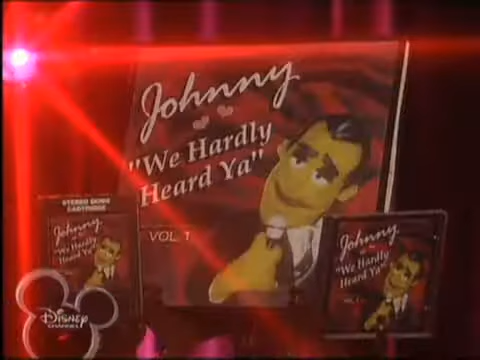 Johnny
"We Hardly
Heard Ya"
VOL. 1
STEREO
CARTRIDGE
Johnny
"We Hardly
Heard Ya"
Johnny
"We Hardly
Heard Ya"
Disney
CHANNEL